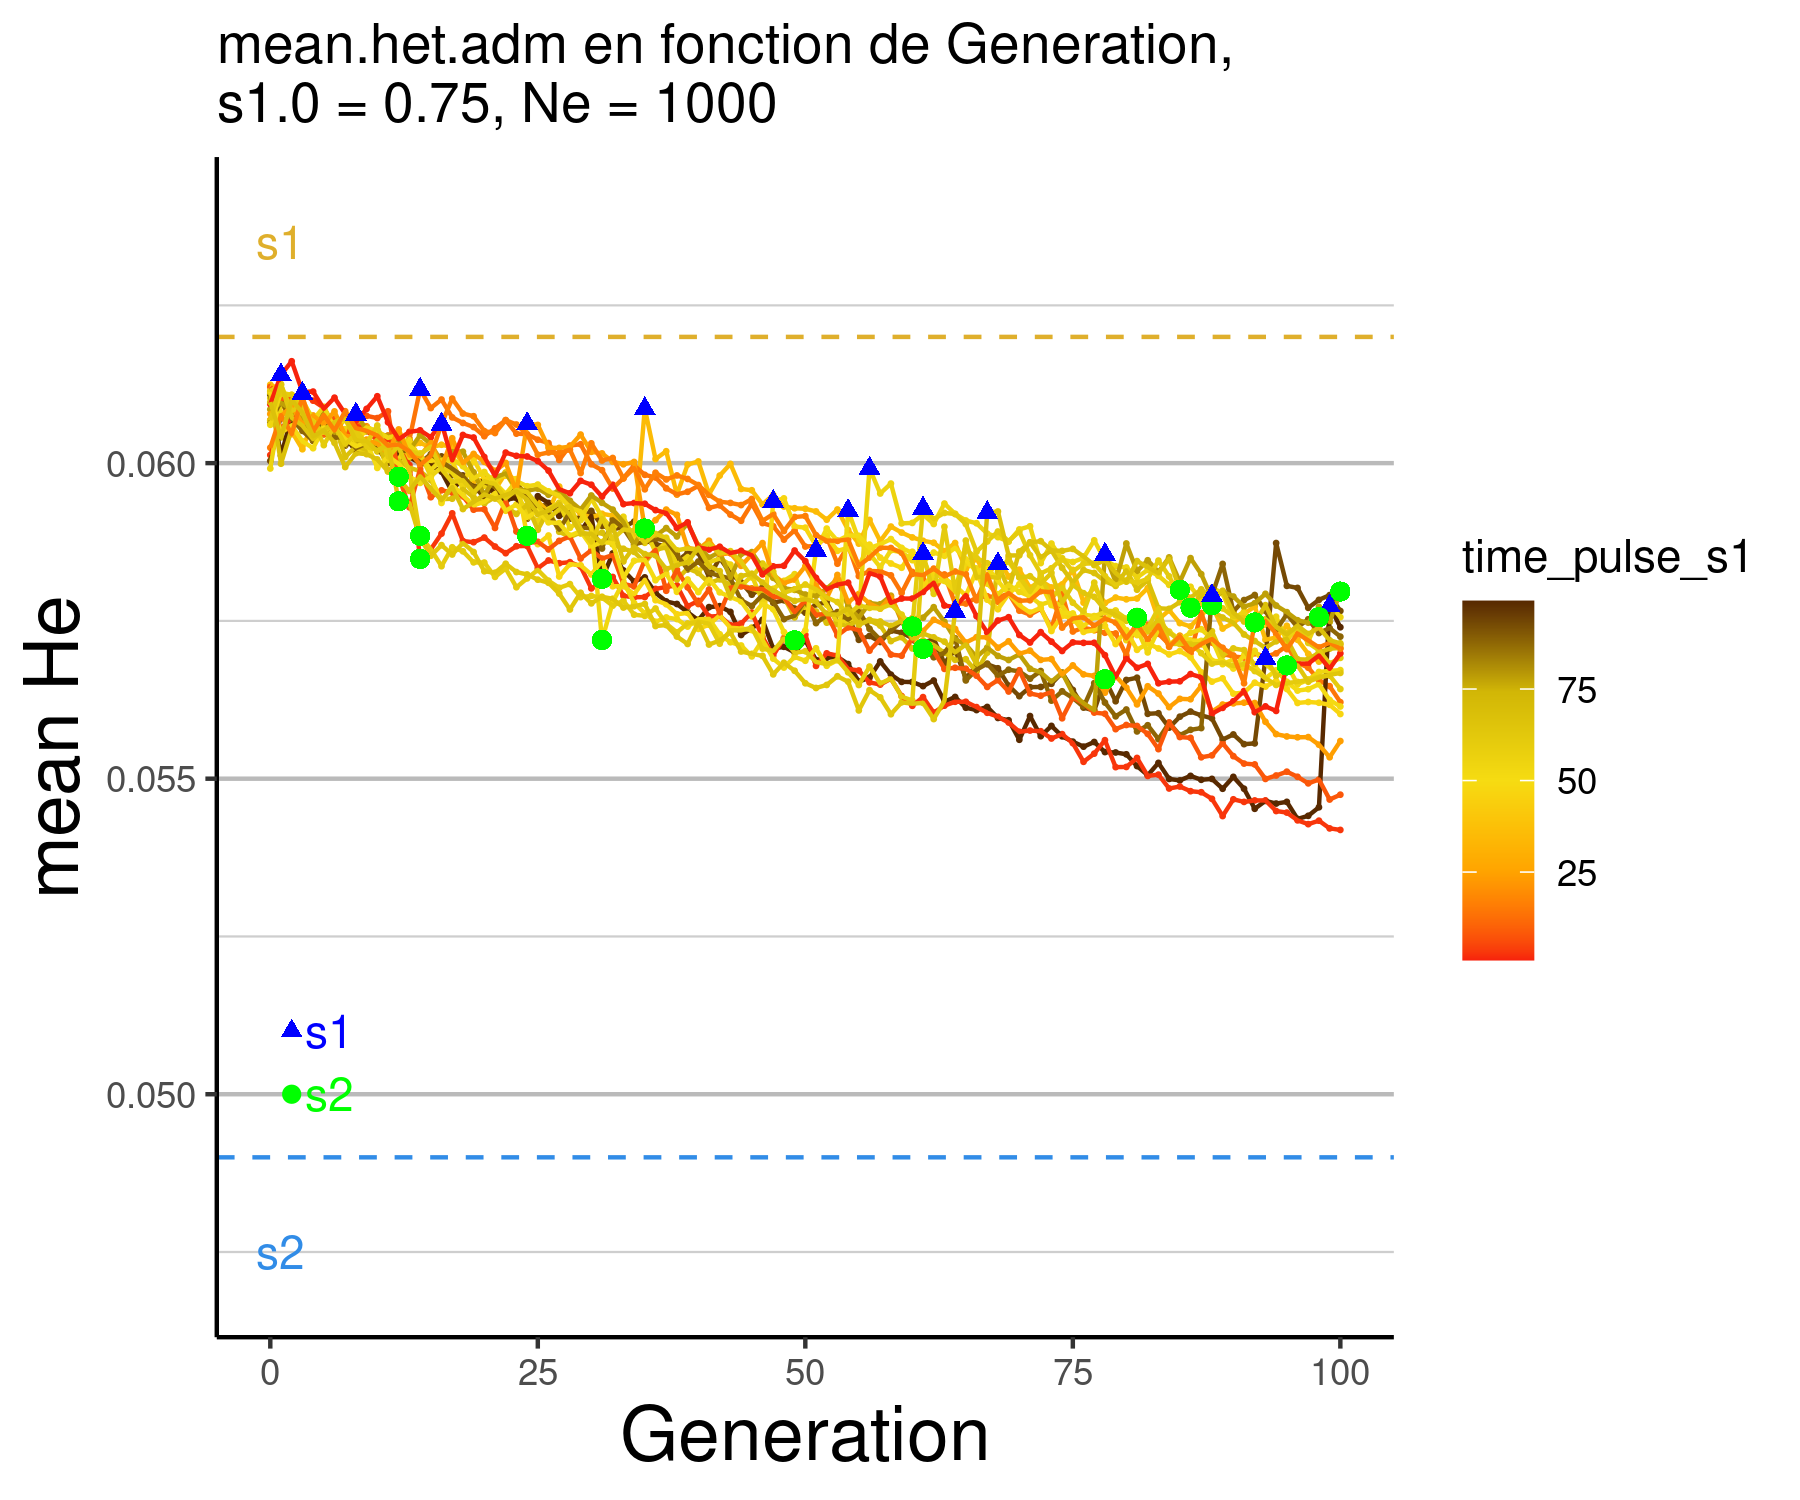 mean.het.adm en fonction de Generation,
s1.0 = 0.75, Ne = 1000
s1
0.060
0.055
0.050
s1
s2
s2
0
25
50
75
100
Generation
mean He
time_pulse_s1
75
50
25